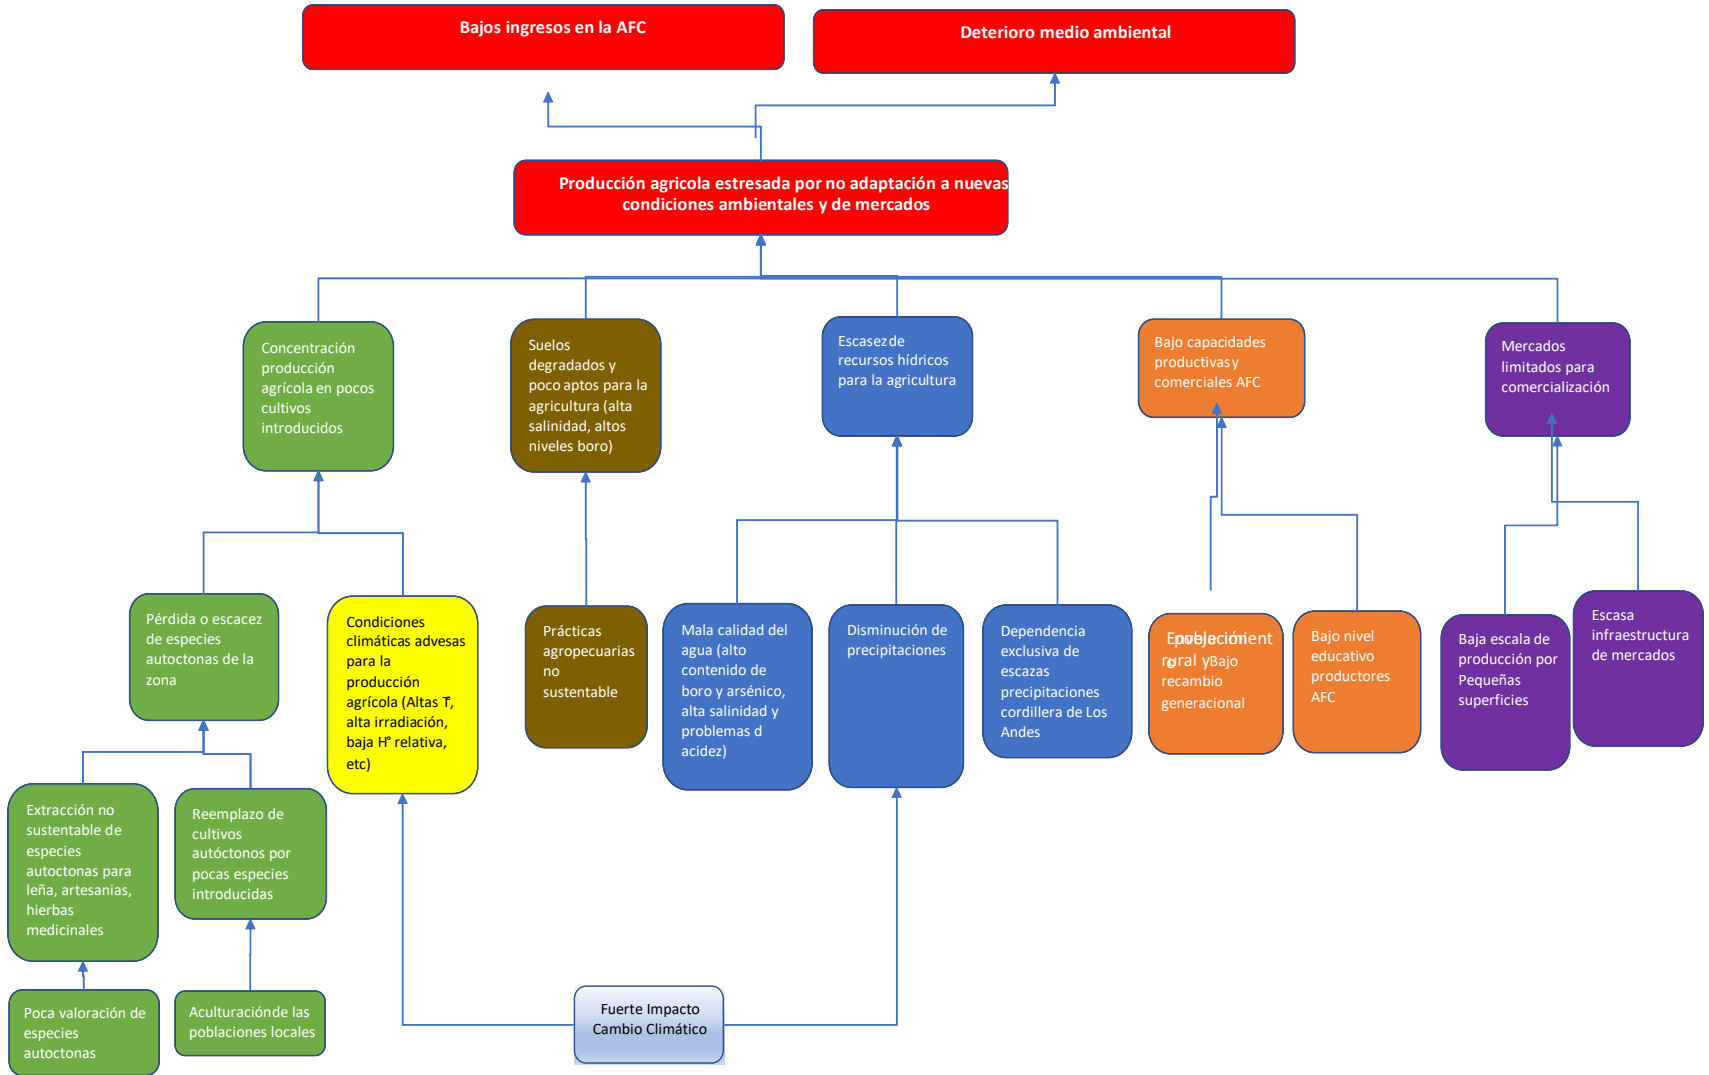 Bajos ingresos en la AFC
Deterioro medio ambiental
Producción agricola estresada por no adaptación a nuevas
condiciones ambientales y de mercados
Concentración
producción
agrícola en pocos
cultivos
introducidos
Suelos
degradados y
poco aptos para la
agricultura (alta
salinidad, altos
niveles boro)
Escasez de
recursos hídricos
para la agricultura
Bajo capacidades
productivas y
comerciales AFC
Mercados
limitados para
comercialización
Pérdida o escacez
de especies
autoctonas de la
zona
Condiciones
climáticas advesas
para la
producción
agrícola (Altas T°,
alta irradiación,
baja H° relativa,
etc)
Prácticas
agropecuarias
no
sustentable
Mala calidad del
agua (alto
contenido de
boro y arsénico,
alta salinidad y
problemas d
acidez)
Disminución de
precipitaciones
Dependencia
exclusiva de
escazas
precipitaciones
cordillera de Los
Andes
rural y Bajo
recambio
generacional
Bajo nivel
educativo
productores
AFC
Baja escala de
producción por
Pequeñas
superficies
Escasa
infraestructura
de mercados
Extracción no
sustentable de
especies
autoctonas para
leña, artesanias,
hierbas
medicinales
Reemplazo de
cultivos
autóctonos por
pocas especies
introducidas
Poca valoración de
especies
autoctonas
Aculturación de las
poblaciones locales
Fuerte Impacto
Cambio Climático